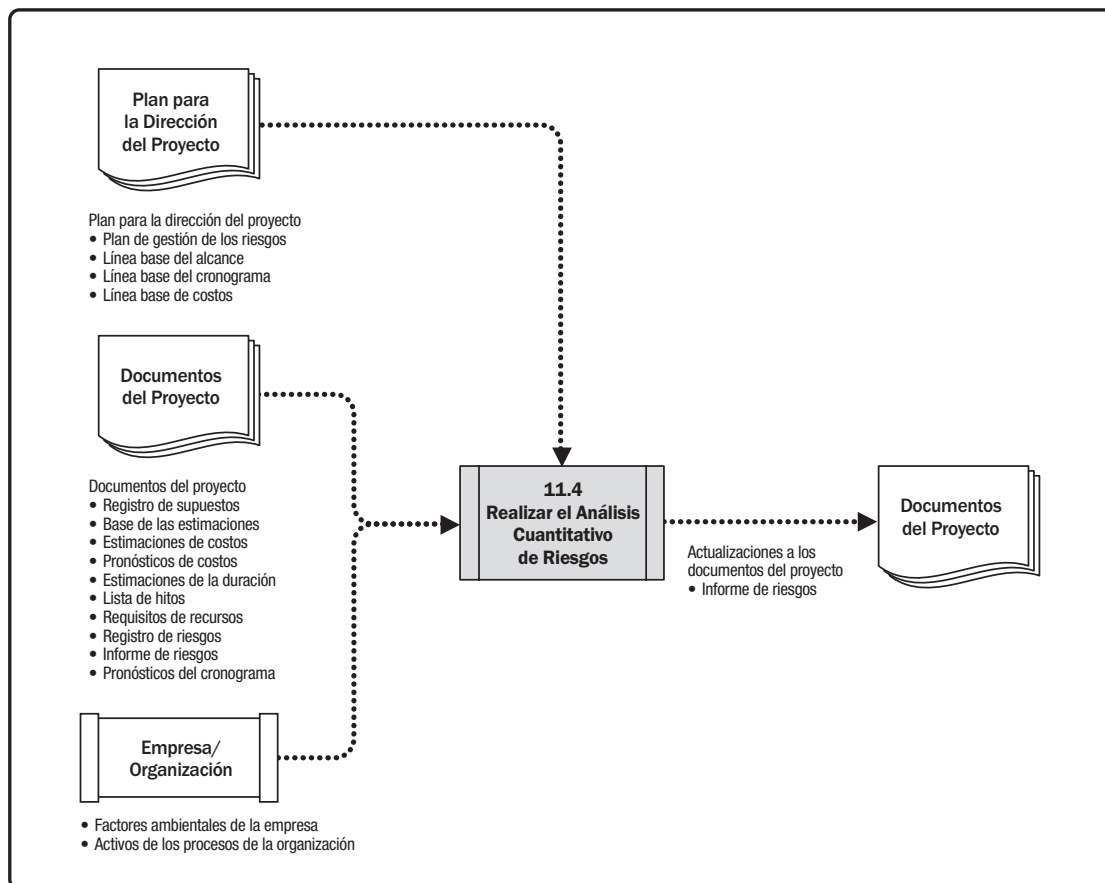 Plan para
la Dirección
del Proyecto
Plan para la dirección del proyecto
• Plan de gestión de los riesgos
• Línea base del alcance
• Línea base del cronograma
• Línea base de costos
Documentos
del Proyecto
Documentos del proyecto
• Registro de supuestos
• Base de las estimaciones
• Estimaciones de costos
• Pronósticos de costos
• Estimaciones de la duración
• Lista de hitos
• Requisitos de recursos
• Registro de riesgos
• Informe de riesgos
• Pronósticos del cronograma
Empresa/
Organización
• Factores ambientales de la empresa
• Activos de los procesos de la organización
11.4
Realizar el Análisis
Cuantitativo
de Riesgos
Actualizaciones a los
documentos del proyecto
• Informe de riesgos
Documentos
del Proyecto